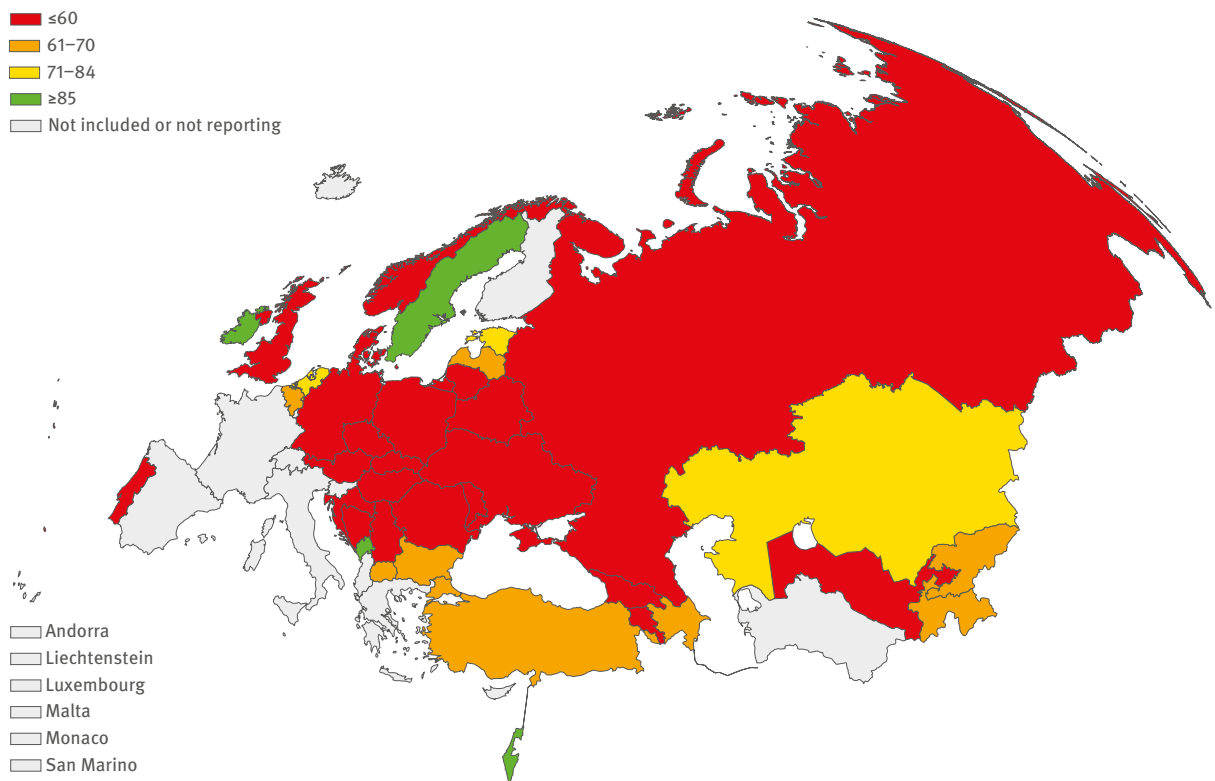 ≤60
61–70
71–84
≥85
Not included or not reporting
Andorra
Liechtenstein
Luxembourg
Malta
Monaco
San Marino